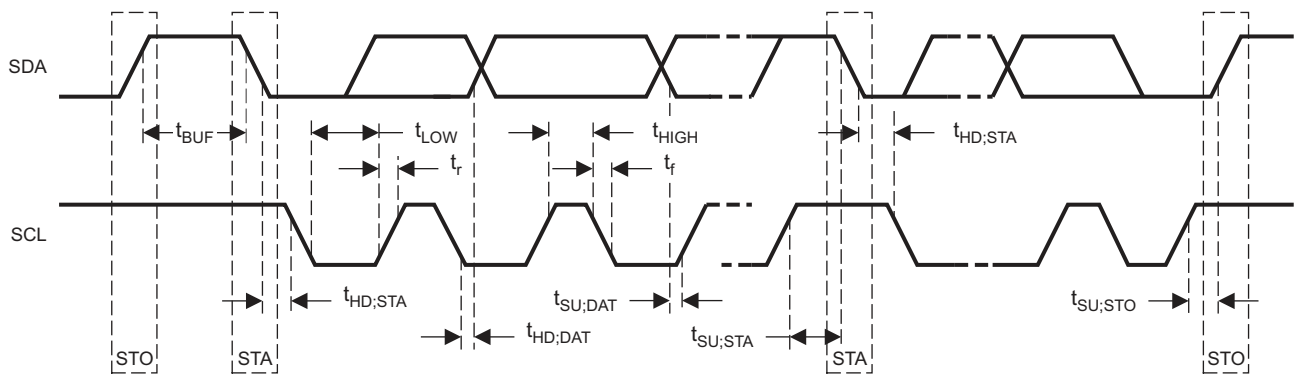 SDA
t_BUF
t_LOW
t_HIGH
t_HD;STA
t_r
t_f
SCL
t_HD;STA
t_HD;DAT
t_SU;DAT
t_SU;STA
t_SU;STO
STO
STA
STA
STO